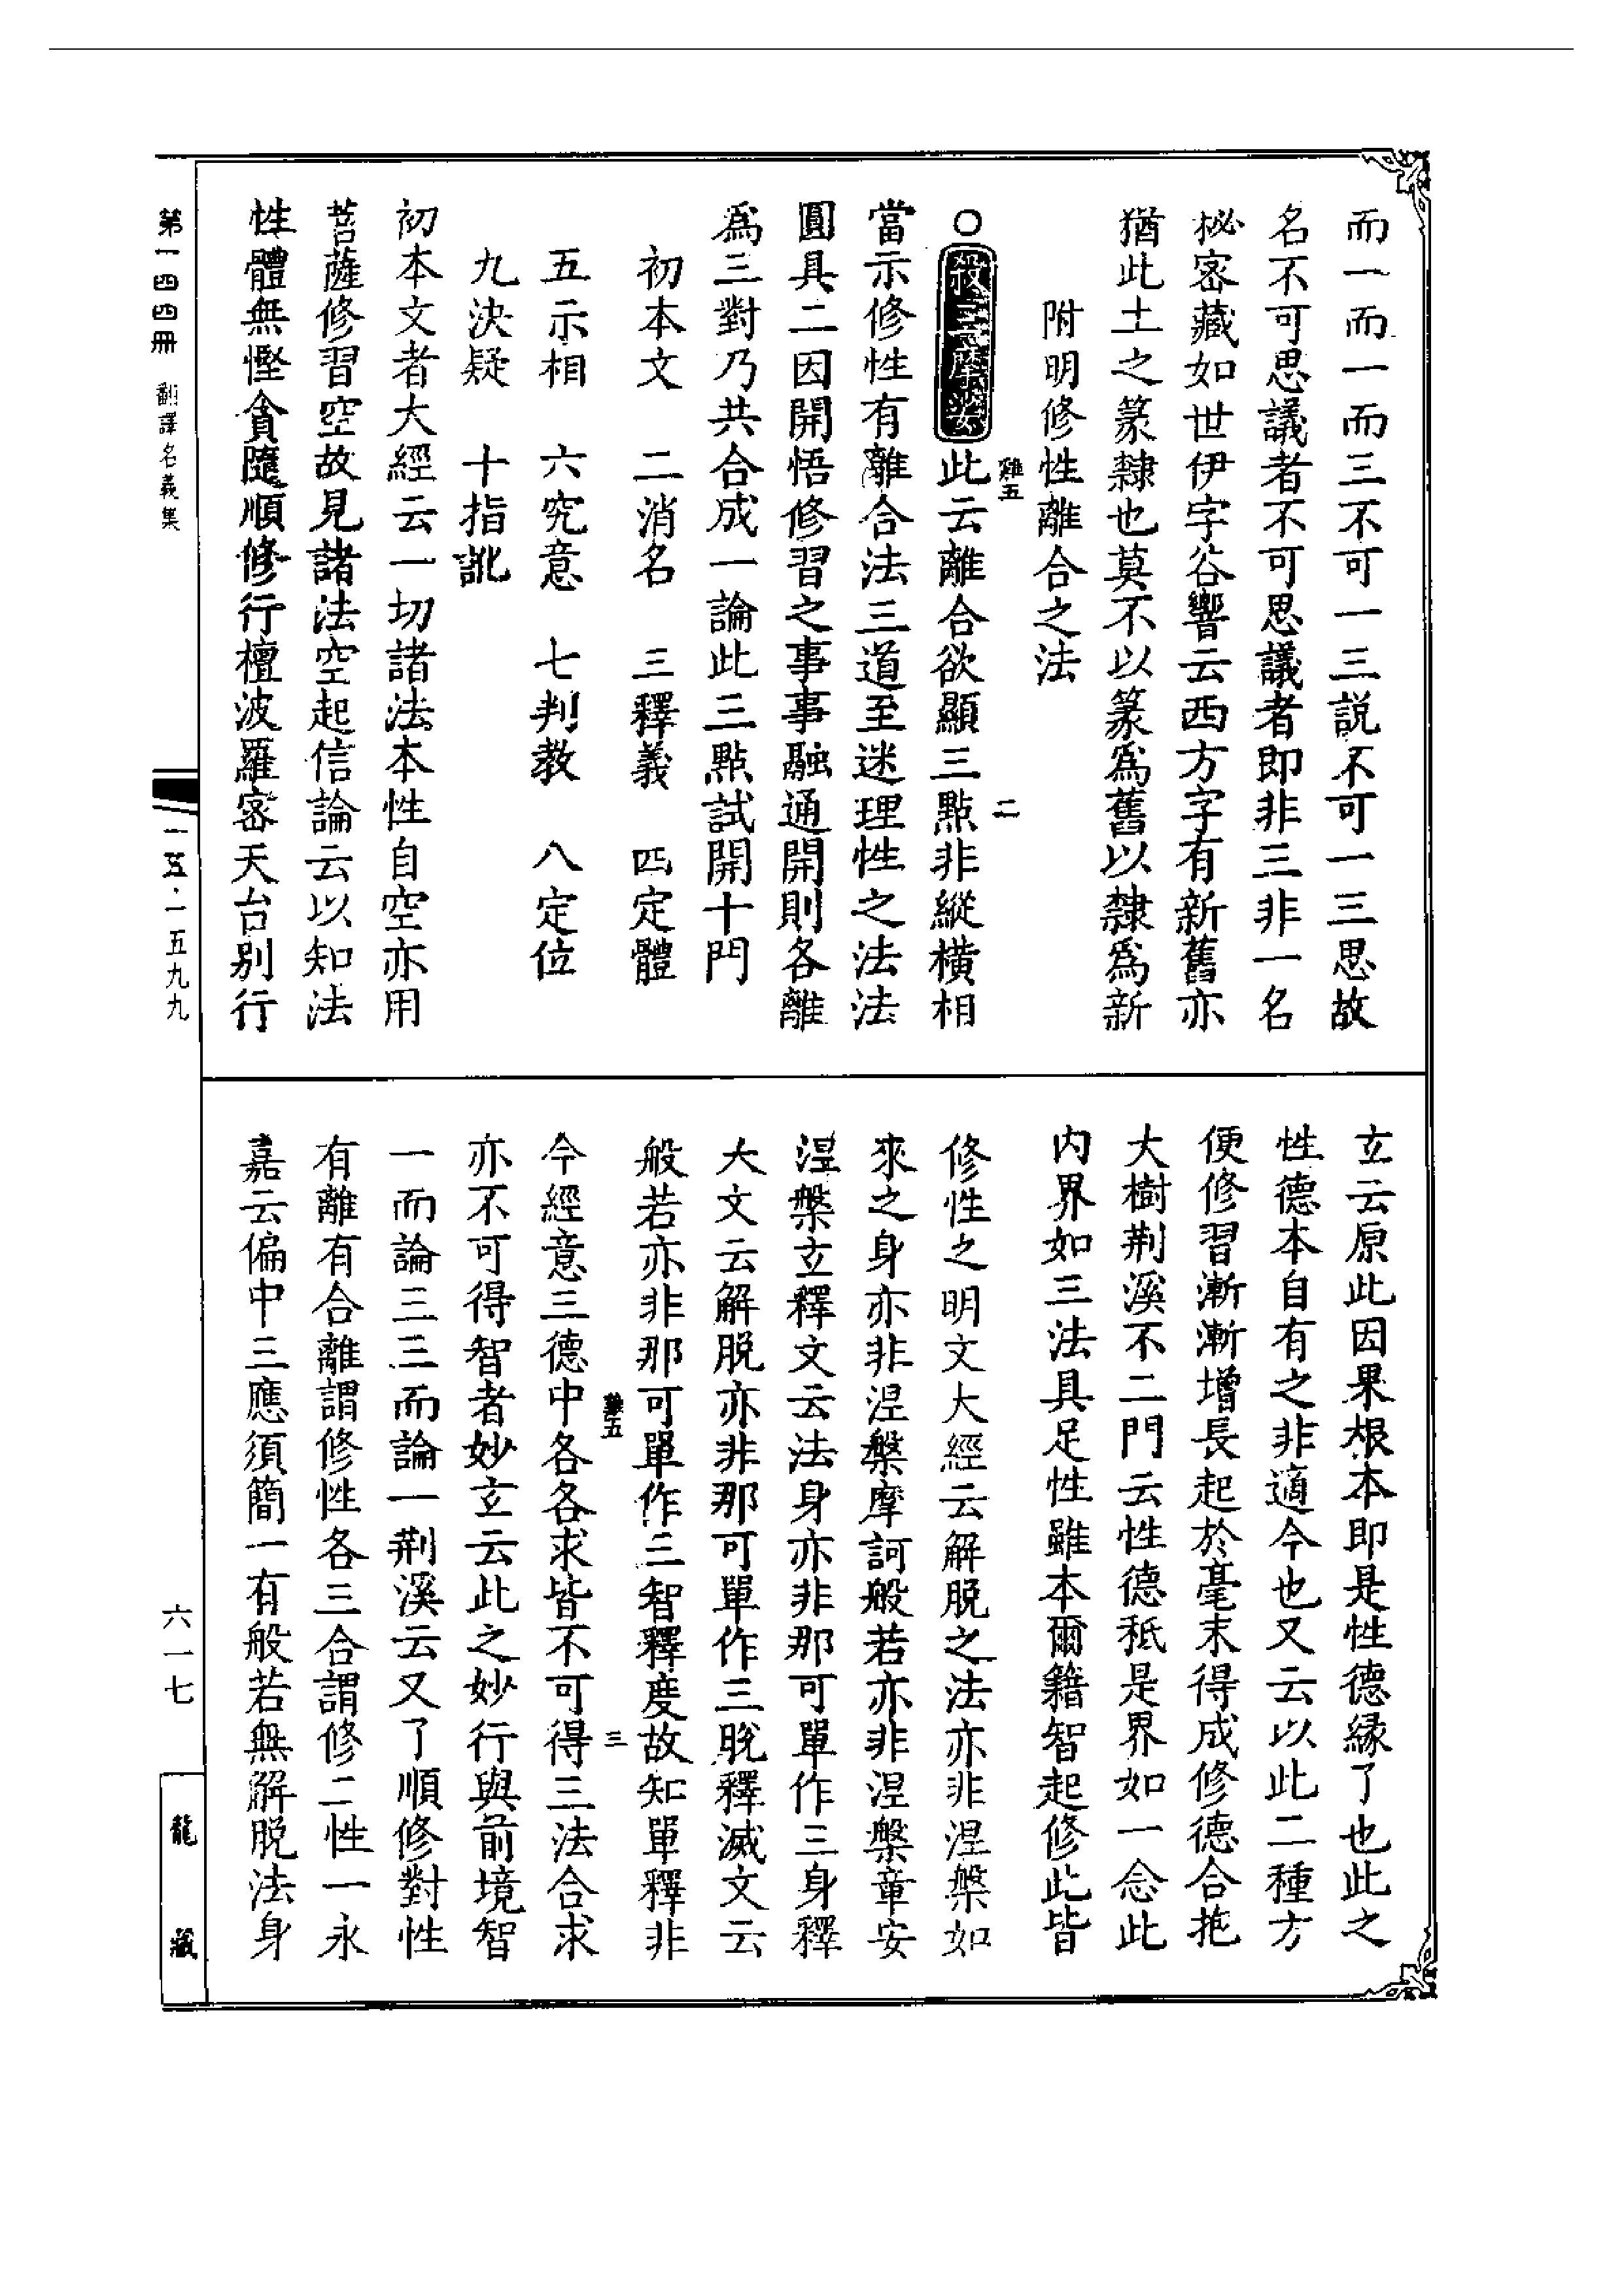 而一而一而三不可一三説不可一三思故
名不可思議者不可思議者即非三非一名
祕密藏如世伊字谷響云西方字有新舊亦
猶此土之篆隸也莫不以篆爲舊以隸爲新
附明修性離合之法
難五
二
○
此云離合欲顯三點非縱橫相
當示修性有離合法三道至迷理性之法法
圓具二因開悟修習之事事融通開則各離
爲三對乃共合成一論此三點試開十門
初本文 二消名 三釋義 四定體
五示相 六究意 七判教 八定位
九決疑 十指訛
初本文者大經云一切諸法本性自空亦用
菩薩修習空故見諸法空起信論云以知法
性體無慳貪隨順修行檀波羅密天台别行
玄云原此因果根本即是性德緣了也此之
性德本自有之非適今也又云以此二種方
便修習漸漸增長起於毫末得成修德合抱
大樹荆溪不二門云性德秖是界如一念此
内界如三法具足性雖本爾籍智起修此皆
修性之明文大經云解脱之法亦非涅槃如
來之身亦非涅槃摩訶般若亦非涅槃章安
涅槃玄釋文云法身亦非那可單作三身釋
大文云解脱亦非那可單作三脱釋滅文云
般若亦非那可單作三智釋度故知單釋非
難五
三
今經意三德中各各求皆不可得三法合求
亦不可得智者妙玄云此之妙行與前境智
一而論三三而論一荆溪云又了順修對性
有離有合離謂修性各三合謂修二性一永
嘉云偏中三應須簡一有般若無解脱法身
第一四四冊 翻譯名義集
一五·一五九九
六一七
龍藏